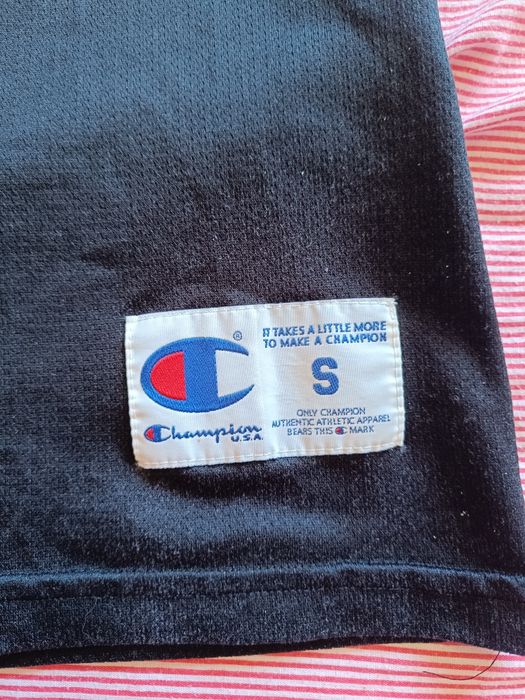 ®
IT TAKES A LITTLE MORE
TO MAKE A CHAMPION
S
Champion
U.S.A.
ONLY CHAMPION
AUTHENTIC ATHLETIC APPAREL
BEARS THIS C MARK